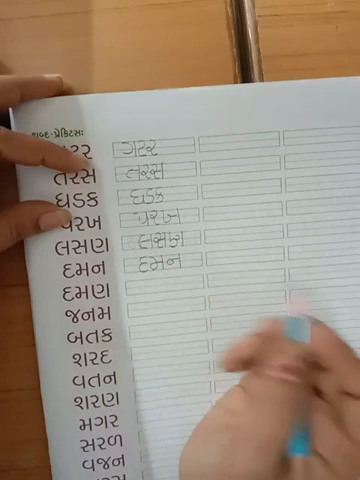 શબ્દ-પ્રેક્ટિસ:
ગટર
તરસ તરસ
ઘડક ઘડક
પરખ પરખ
લસણ લસણ
દમન દમન
દમણ
જનમ
બતક
શરદ
વતન
શરણ
મગર
સરળ
વજન